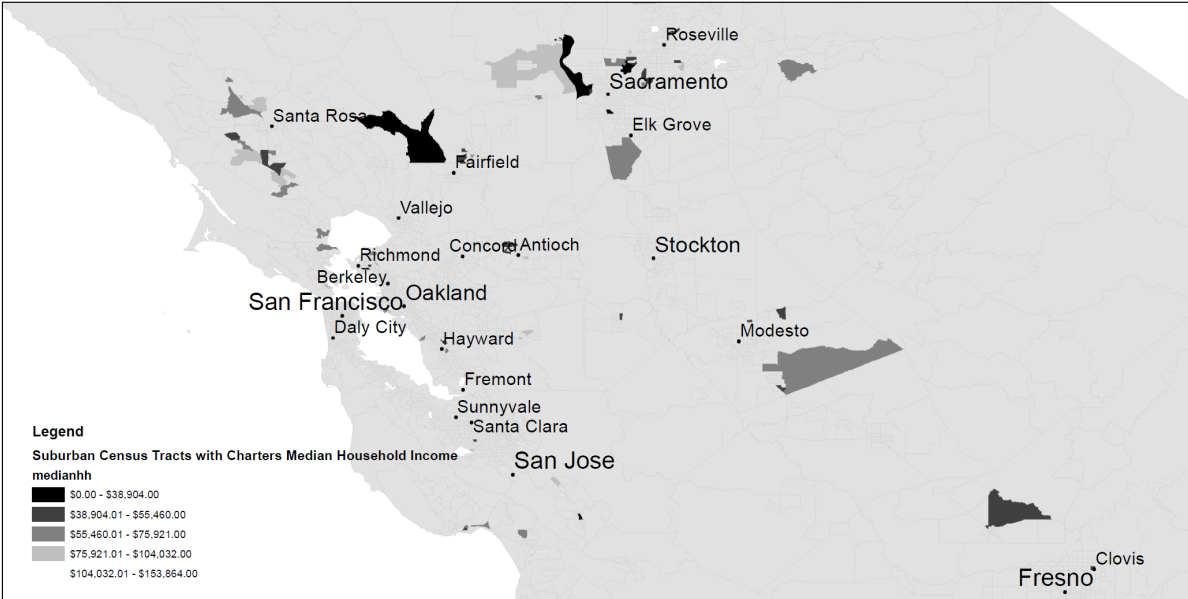 Roseville
Sacramento
Santa Rosa
Elk Grove
Fairfield
Vallejo
Concord
Antioch
Stockton
Richmond
Berkeley
Oakland
San Francisco
Daly City
Modesto
Hayward
Fremont
Sunnyvale
Santa Clara
San Jose
Clovis
Fresno
Legend
Suburban Census Tracts with Charters Median Household Income
medianhh
$0.00 - $38,904.00
$38,904.01 - $55,460.00
$55,460.01 - $75,921.00
$75,921.01 - $104,032.00
$104,032.01 - $153,864.00